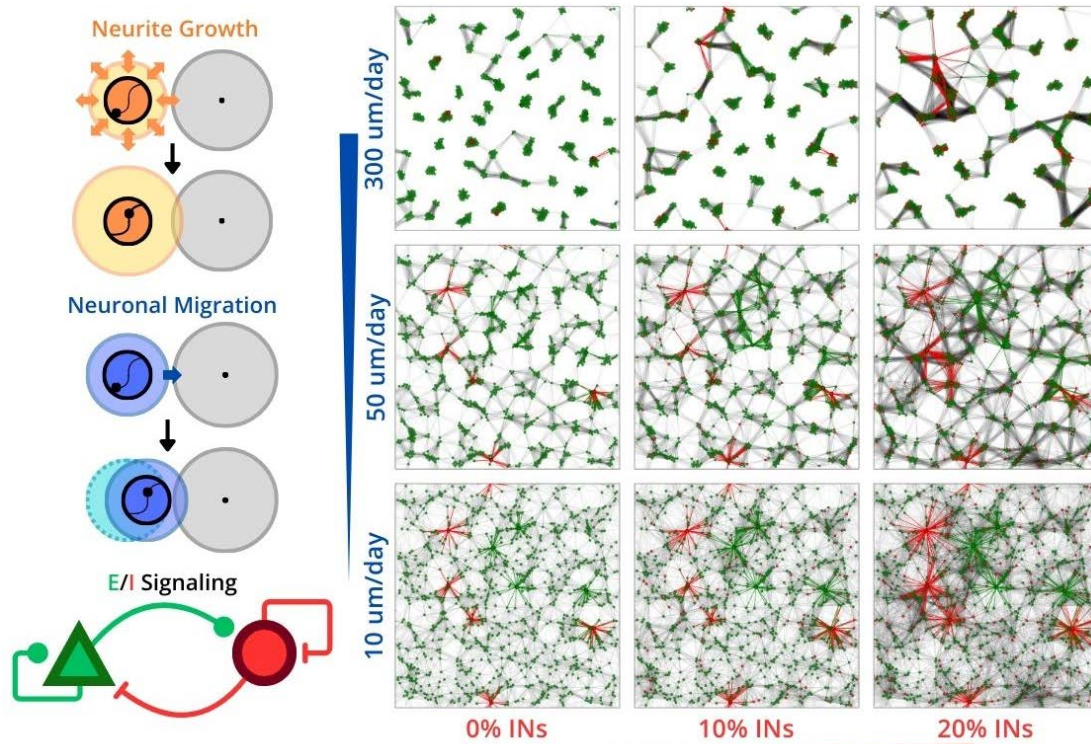 Neurite Growth
Neuronal Migration
E/I Signaling
300 um/day
50 um/day
10 um/day
0% INs
10% INs
20% INs